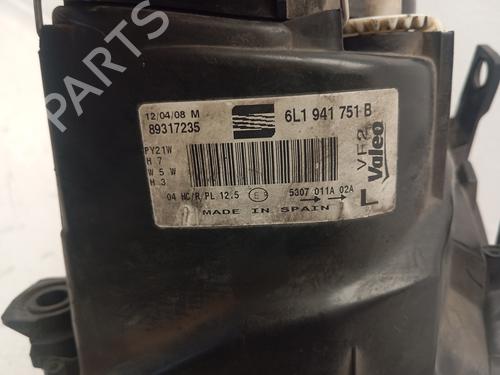 PARTS
12/04/08 M
89317235
6L1 941 751 B
PY21W
H 7
W 5 W
H 3
VF2
Valeo
04 HC/R/PL 12.5
5307 011A 02A
L
MADE IN SPAIN
PARTS